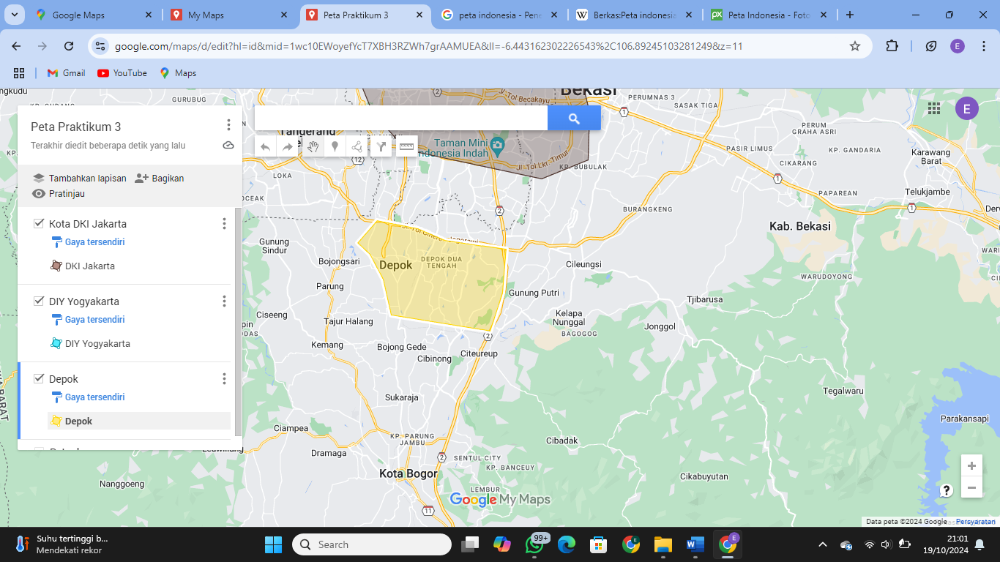 Google Maps
My Maps
Peta Praktikum 3
peta indonesia - Pene
Berkas:Peta indonesia
Peta Indonesia - Foto
google.com/maps/d/edit?hl=id&mid=1wc10EWoyefYcT7XBH3RZWh7grAAMUEA&ll=-6.443162302226543%2C106.89245103281249&z=11
E
Gmail
YouTube
Maps
Peta Praktikum 3
Terakhir diedit beberapa detik yang lalu
Tambahkan lapisan
Bagikan
Pratinjau
Kota DKI Jakarta
Gaya tersendiri
DKI Jakarta
DIY Yogyakarta
Gaya tersendiri
DIY Yogyakarta
Depok
Gaya tersendiri
Depok
GURUBUG
Bekasi
Jl. Tol Becakayu
PERUMNAS 3
SASAK TIGA
E
Tangerang
Taman Mini
Indonesia Indah
Jl. Tol Lkr. Timur
KP. BUBULAK
PERUM
GRAHA ASRI
KP. GANDARIA
PASIR LIMUS
Karawang
Barat
CIKARANG
LOKA
PAPAREAN
Telukjambe
BURANGKENG
Kab. Bekasi
Gunung
Sindur
Bojongsari
Depok
DEPOK DUA
TENGAH
Cileungsi
WARUDOYONG
Parung
Gunung Putri
Tjibarusa
Ciseeng
Tajur Halang
Kelapa
Nunggal
BAGOGOG
Jonggol
Kemang
Bojong Gede
Cibinong
Citeureup
Tegalwaru
Sukaraja
Parakansapi
Ciampea
KP. PARUNG
JAMBU
Cibadak
Dramaga
SENTUL CITY
KP. BANCEUY
Kota Bogor
Cikabuyutan
Nanggoeng
LEMBUR
Google My Maps
Data peta ©2024 Google
Persyaratan
Suhu tertinggi b...
Mendekati rekor
Search
99+
21:01
19/10/2024